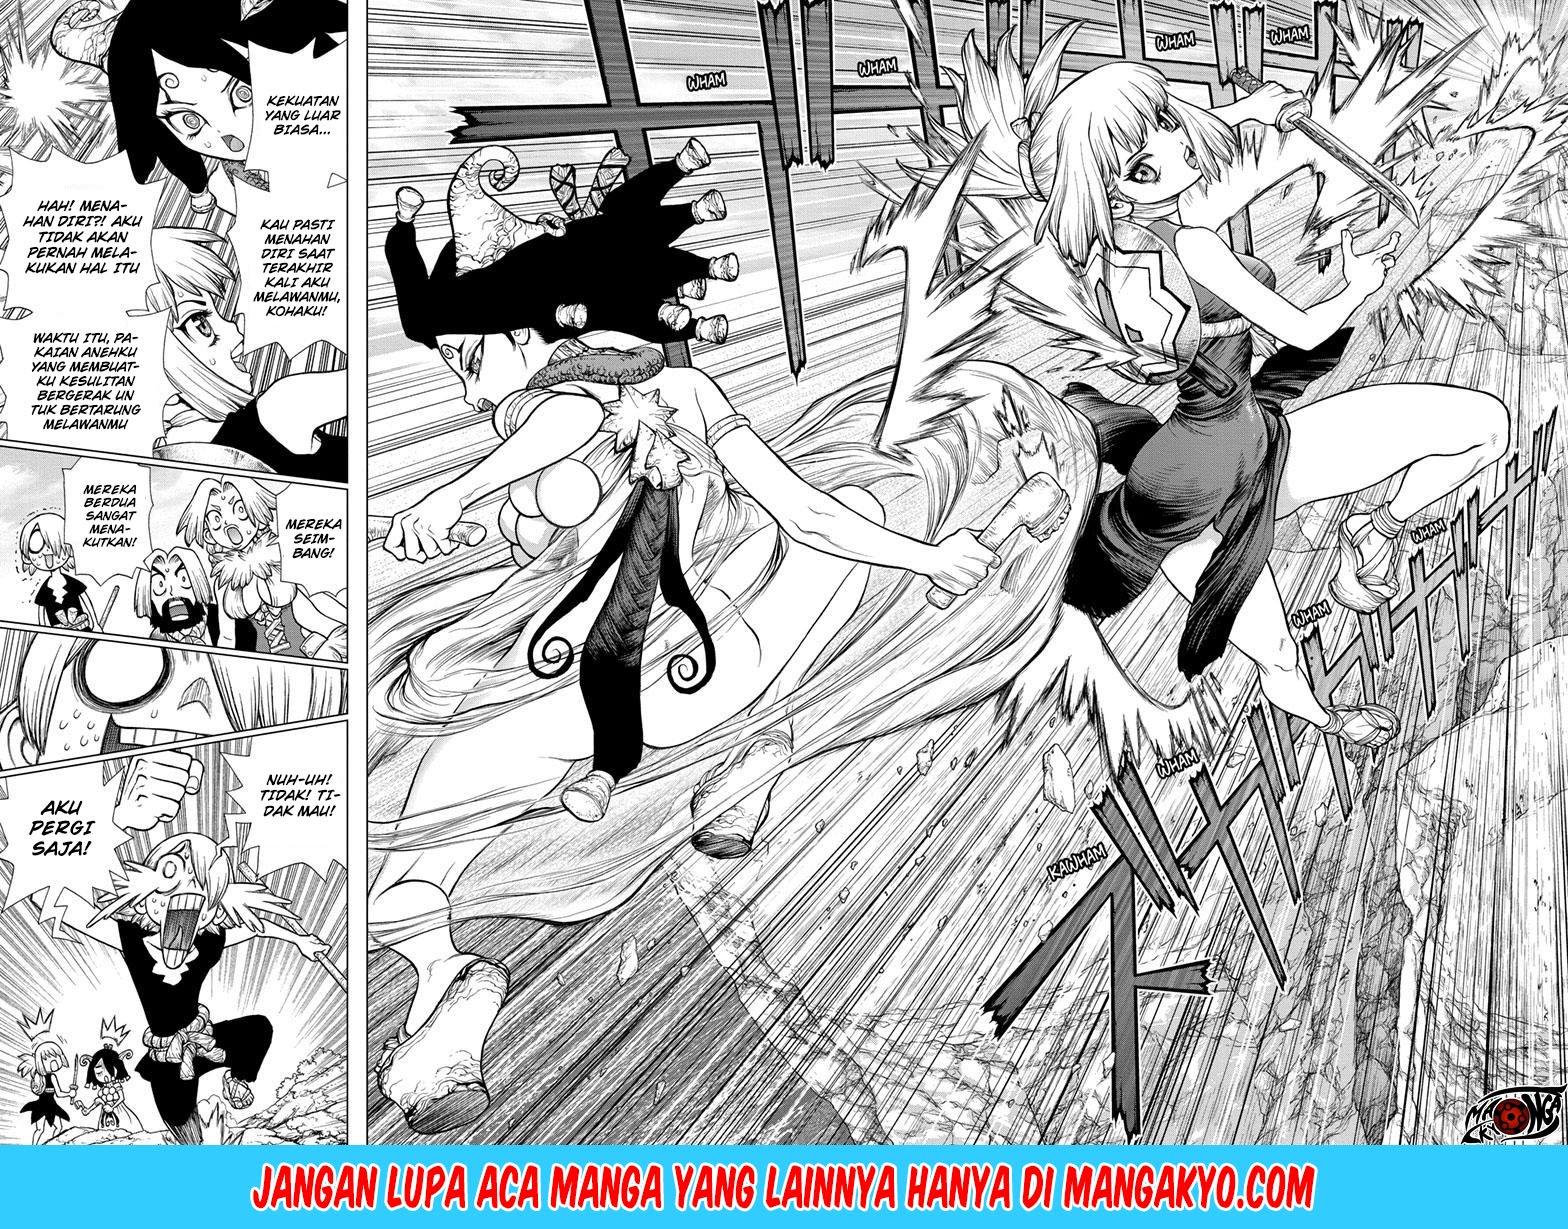 WHAM
WHAM
WHAM
WHAM
WHAM
WHAM
WHAM
KAWHAM
KEKUATAN
YANG LUAR
BIASA...
KAU PASTI
MENAHAN
DIRI SAAT
TERAKHIR
KALI AKU
MELAWANMU,
KOHAKU!
HAH! MENA-
HAN DIRI?! AKU
TIDAK AKAN
PERNAH MELA-
KUKAN HAL ITU
WAKTU ITU, PA-
KAIAN ANEHKU
YANG MEMBUAT-
KU KESULITAN
BERGERAK UN
TUK BERTARUNG
MELAWANMU
MEREKA
SEIM-
BANG!
MEREKA
BERDUA
SANGAT
MENA-
KUTKAN!
NUH-UH!
TIDAK! TI-
DAK MAU!
AKU
PERGI
SAJA!
JANGAN LUPA ACA MANGA YANG LAINNYA HANYA DI MANGAKYO.COM